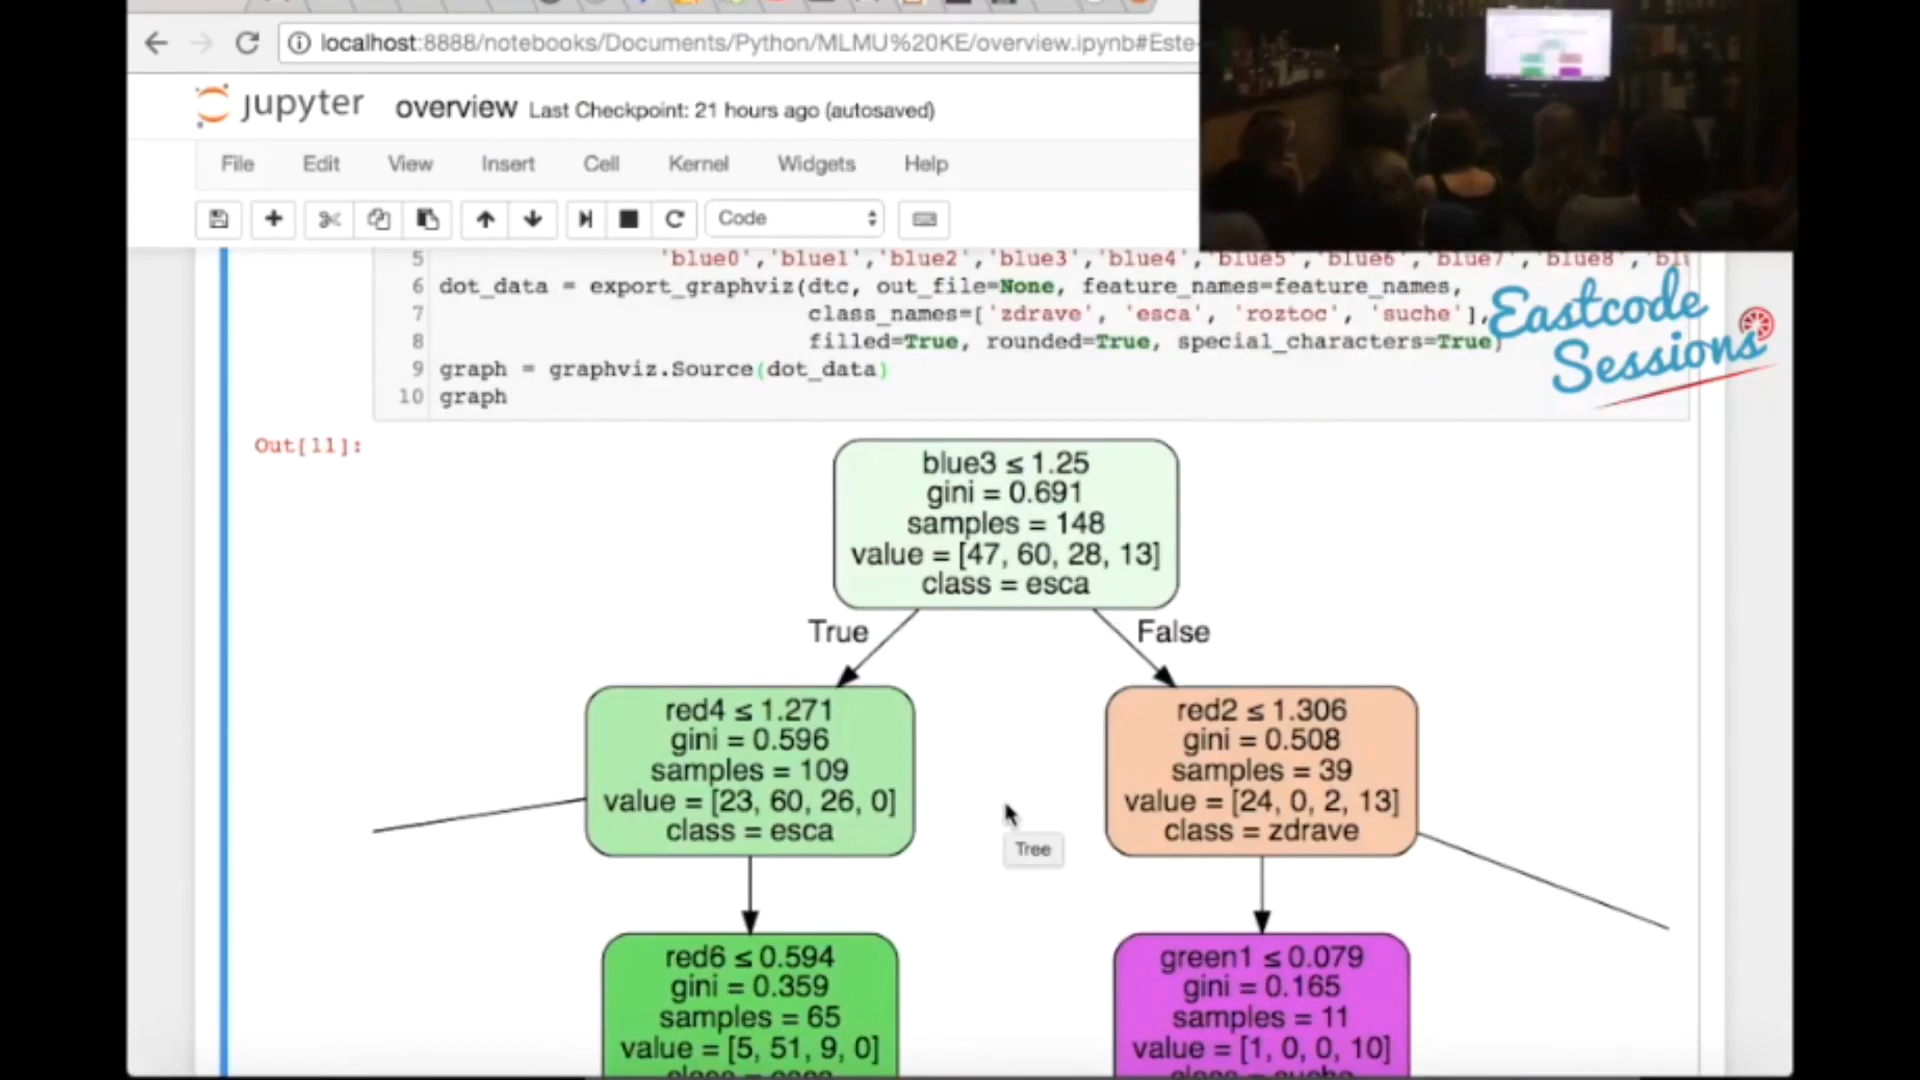 localhost:8888/notebooks/Documents/Python/MLMU%20KE/overview.ipynb#Este-
jupyter overview Last Checkpoint: 21 hours ago (autosaved)
File Edit View Insert Cell Kernel Widgets Help
Code
5 'blue0','blue1','blue2','blue3','blue4','blue5','blue6','blue7','blue8',
6 dot_data = export_graphviz(dtc, out_file=None, feature_names=feature_names,
7 class_names=['zdrave', 'esca', 'roztoc', 'suche'],
8 filled=True, rounded=True, special_characters=True)
9 graph = graphviz.Source(dot_data)
10 graph
Eastcode
Sessions
Out[11]:
blue3 ≤ 1.25
gini = 0.691
samples = 148
value = [47, 60, 28, 13]
class = esca
True
False
red4 ≤ 1.271
gini = 0.596
samples = 109
value = [23, 60, 26, 0]
class = esca
red2 ≤ 1.306
gini = 0.508
samples = 39
value = [24, 0, 2, 13]
class = zdrave
Tree
red6 ≤ 0.594
gini = 0.359
samples = 65
value = [5, 51, 9, 0]
class = esca
green1 ≤ 0.079
gini = 0.165
samples = 11
value = [1, 0, 0, 10]
class = suche